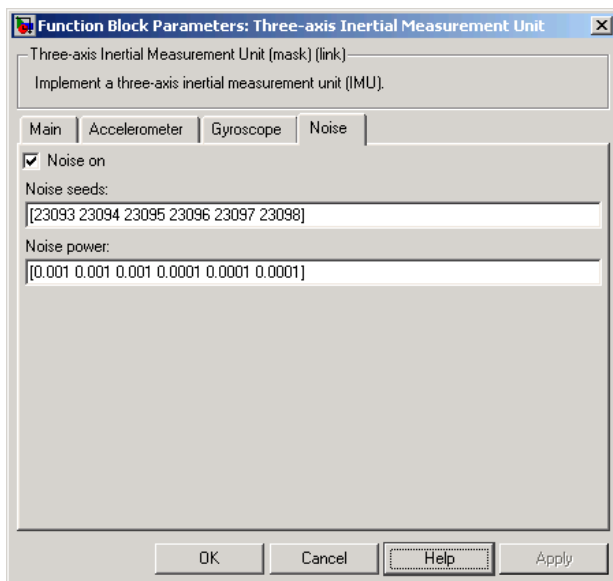 Function Block Parameters: Three-axis Inertial Measurement Unit
Three-axis Inertial Measurement Unit (mask) (link)
Implement a three-axis inertial measurement unit (IMU).
Main Accelerometer Gyroscope Noise
Noise on
Noise seeds:
[23093 23094 23095 23096 23097 23098]
Noise power:
[0.001 0.001 0.001 0.0001 0.0001 0.0001]
OK Cancel Help Apply